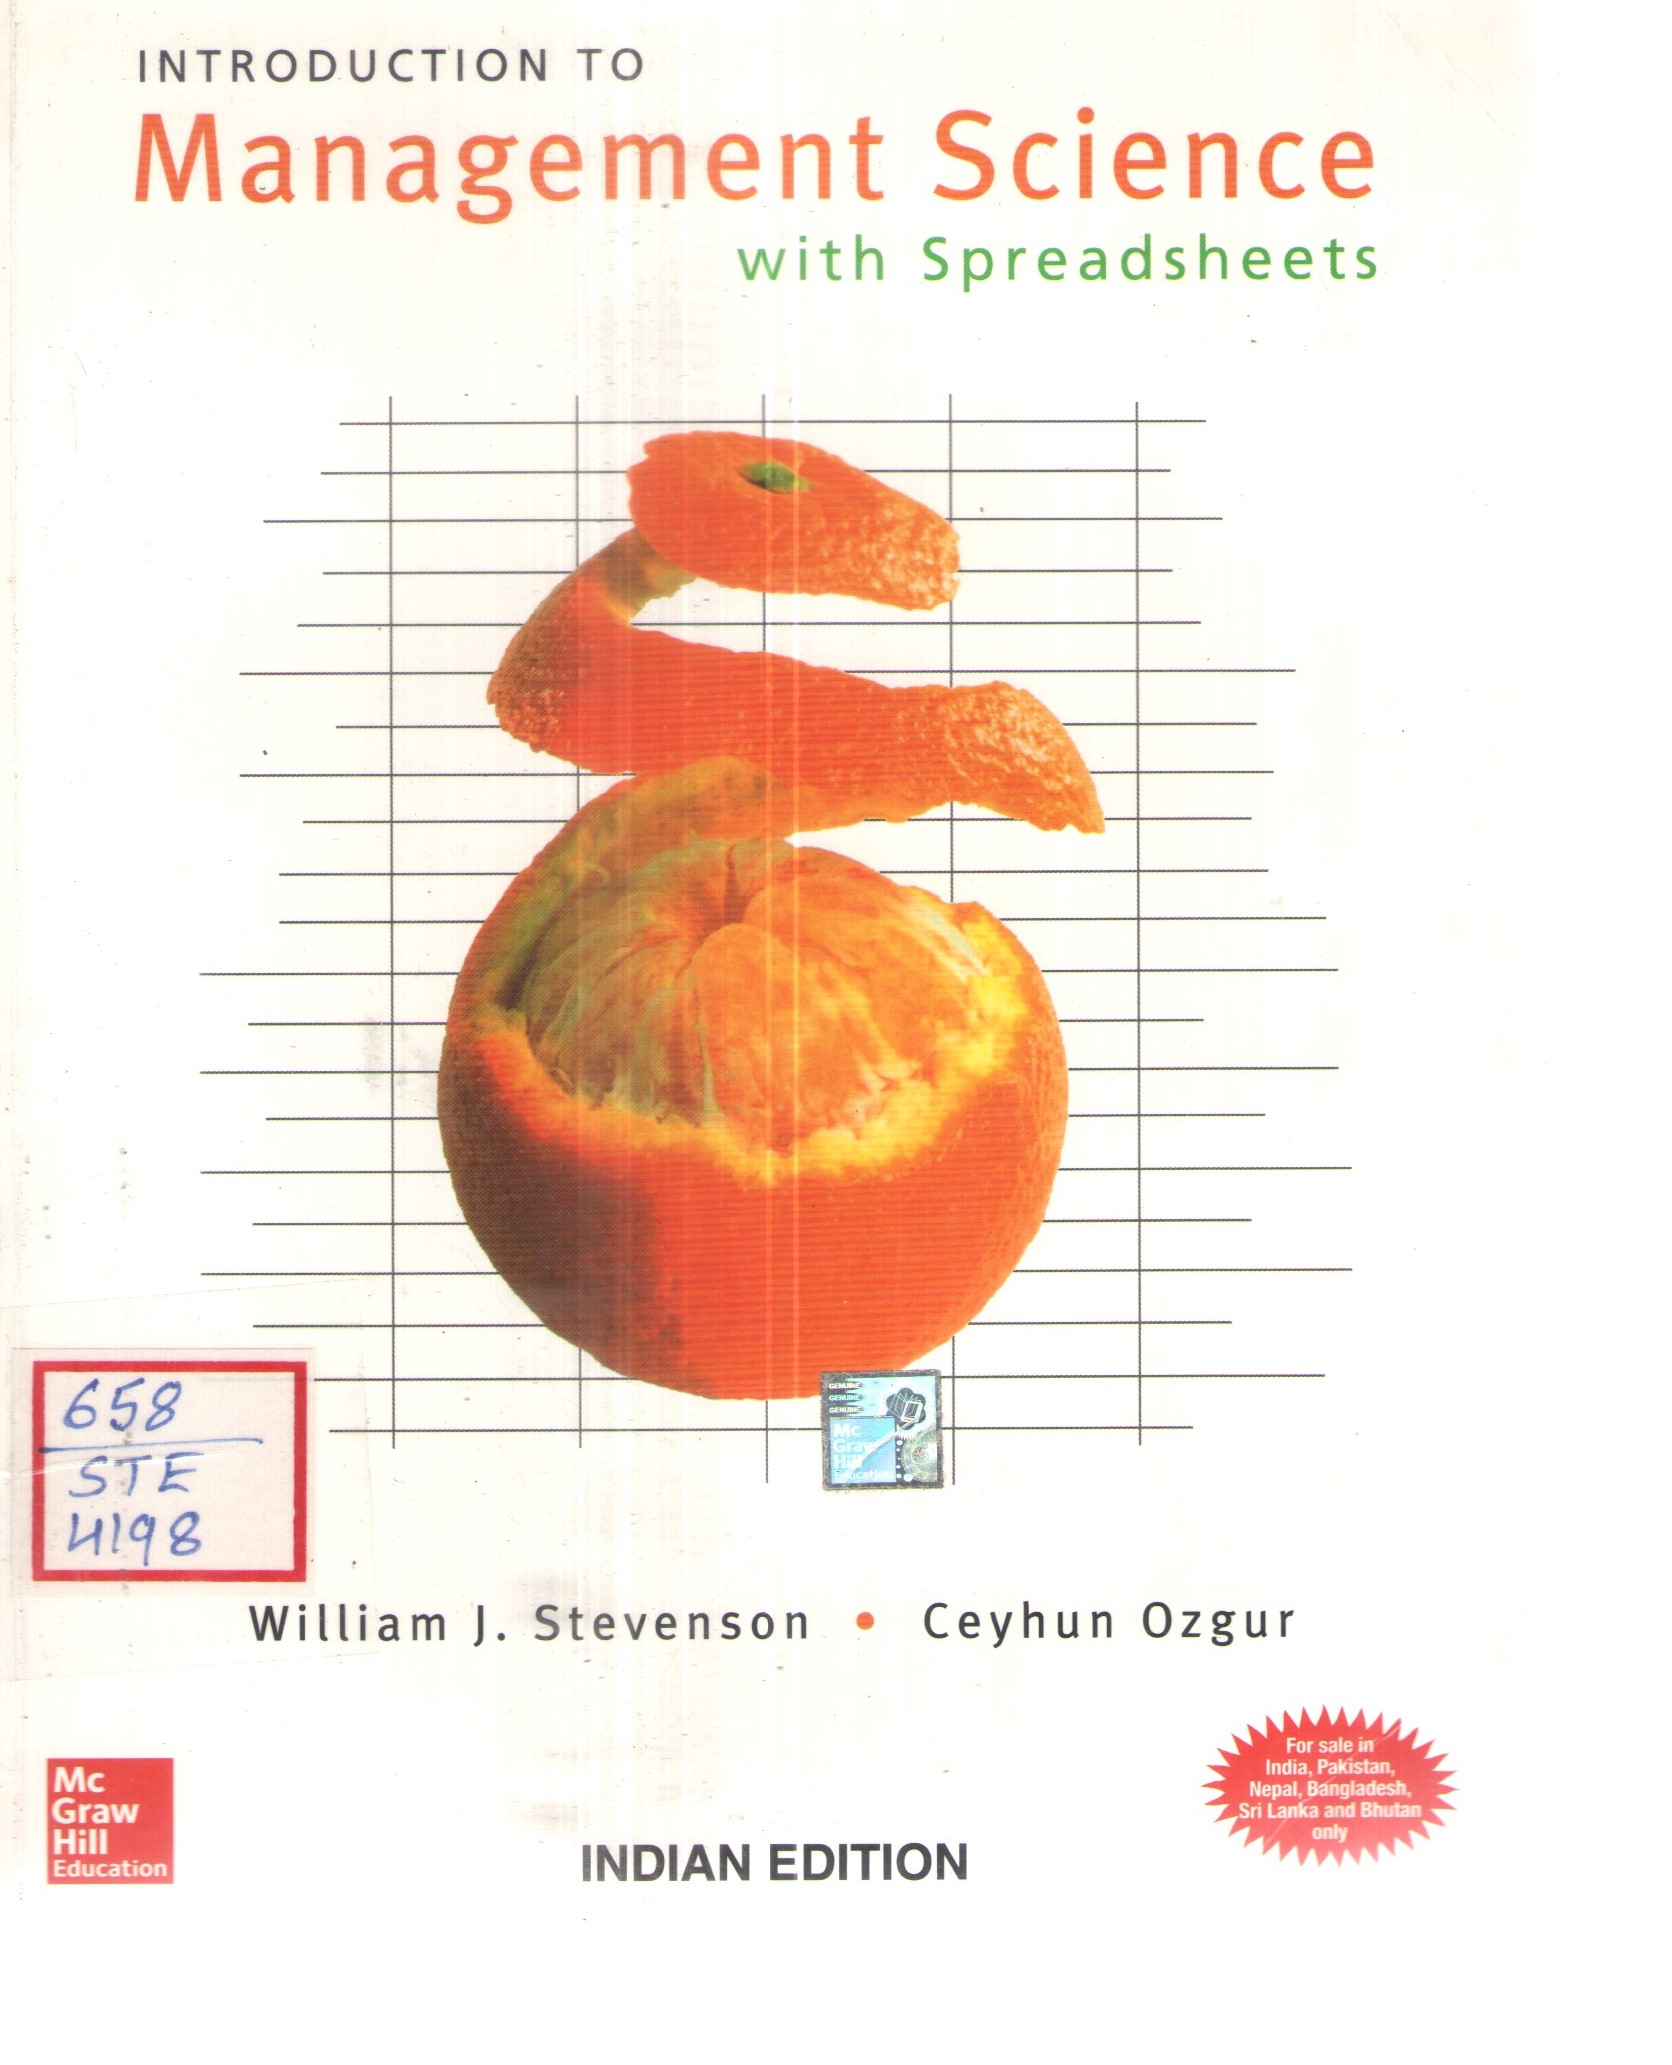 INTRODUCTION TO
Management Science
with Spreadsheets
GENUINE
GENUINE
GENUINE
Mc
Graw
Hill
Education
658
STE
4198
William J. Stevenson • Ceyhun Ozgur
For sale in
India, Pakistan,
Nepal, Bangladesh,
Sri Lanka and Bhutan
only
Mc
Graw
Hill
Education
INDIAN EDITION